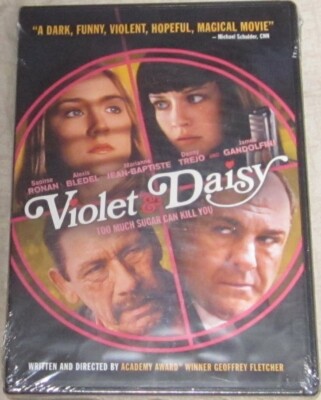 "A DARK, FUNNY, VIOLENT, HOPEFUL, MAGICAL MOVIE"
— Michael Schulder, CNN
Saoirse RONAN Alexis BLEDEL Marianne JEAN-BAPTISTE Danny TREJO AND James GANDOLFINI
Violet & Daisy
TOO MUCH SUGAR CAN KILL YOU
WRITTEN AND DIRECTED BY ACADEMY AWARD WINNER GEOFFREY FLETCHER